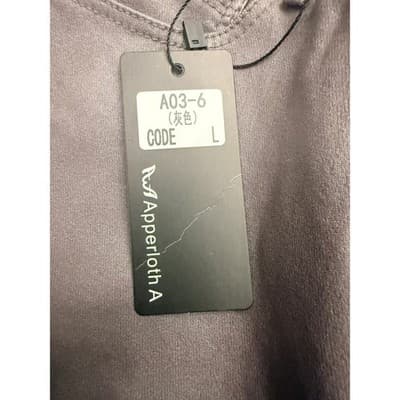 A03-6
(灰色)
CODE L
Apperloth A